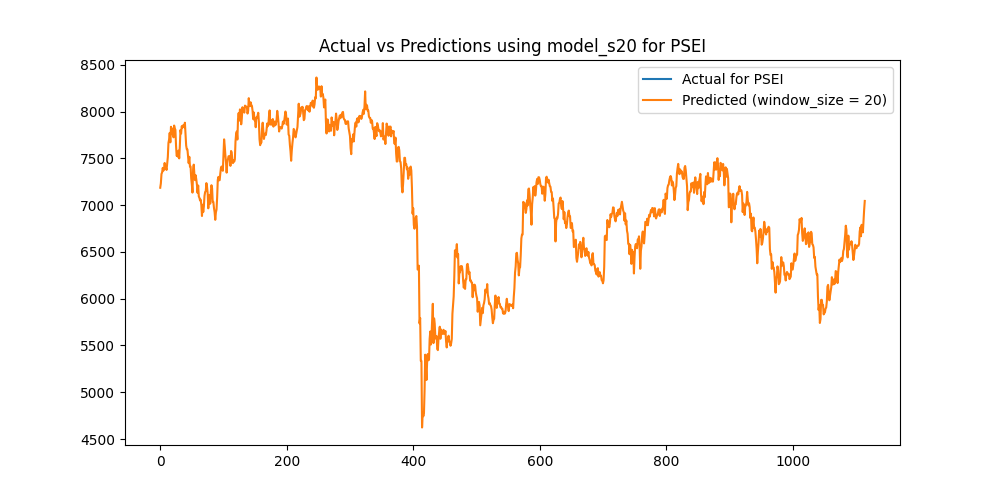 Actual vs Predictions using model_s20 for PSEI
8500
8000
7500
7000
6500
6000
5500
5000
4500
Actual for PSEI
Predicted (window_size = 20)
0 200 400 600 800 1000